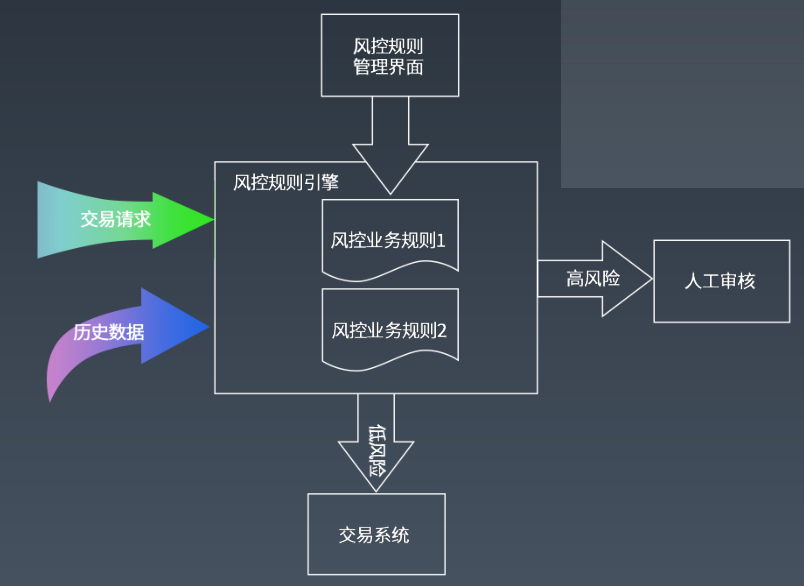 风控规则
管理界面
风控规则引擎
交易请求
风控业务规则1
高风险
人工审核
历史数据
风控业务规则2
低风险
交易系统